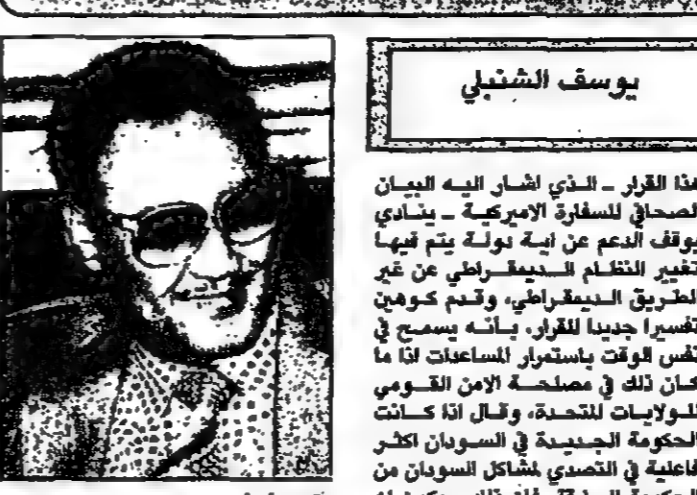 يوسف الشنبلي
هذا القرار ـ الذي اشار اليه البيان
الصحافي للسفارة الاميركية ـ ينادي
بوقف الدعم عن اية دولة يتم فيها
تغيير النظام الديمقراطي عن غير
الطريق الديمقراطي، وقدم كوهين
تفسيرا جديدا للقرار، بأنه يسمح في
نفس الوقت باستمرار المساعدات اذا ما
كان ذلك في مصلحة الامن القومي
للولايات المتحدة، وقال اذا كانت
الحكومة الجديدة في السودان اكثر
فاعلية في التصدي لمشاكل السودان من